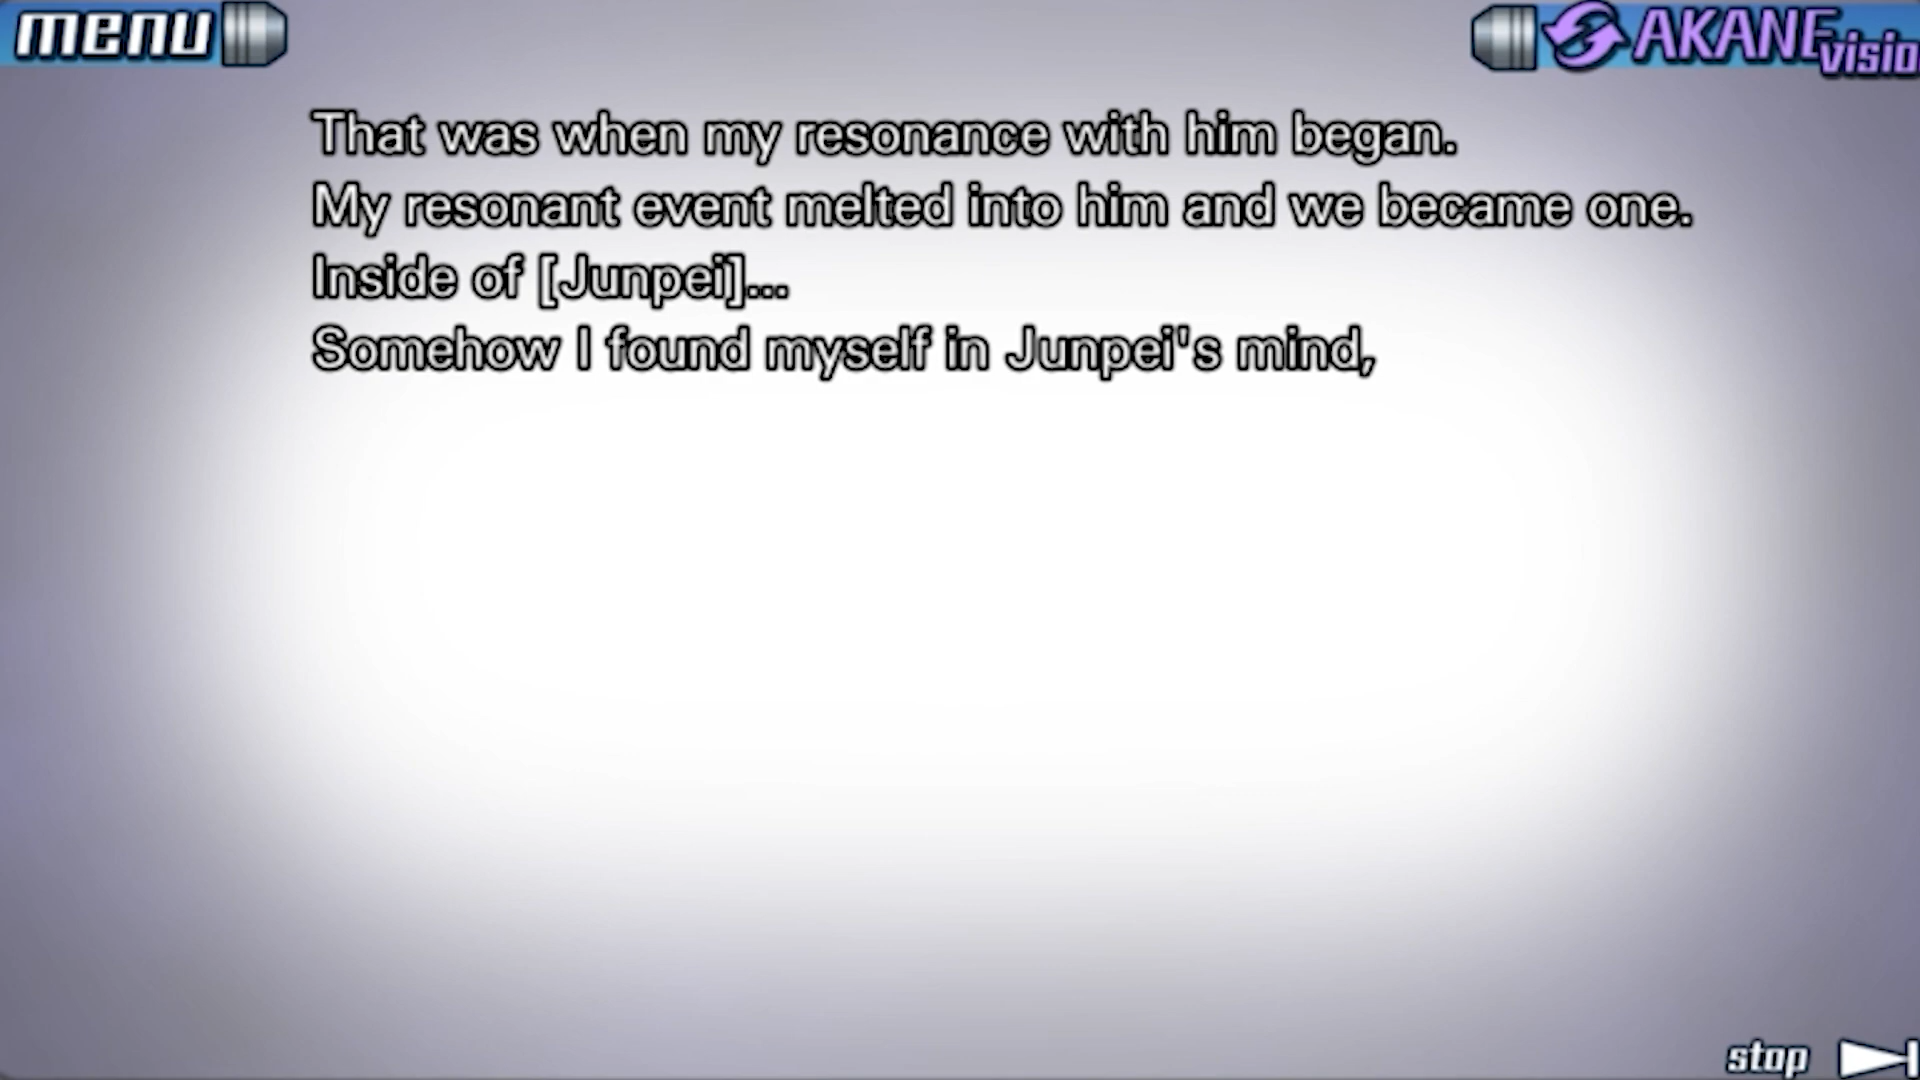 menu
AKANE visio
That was when my resonance with him began.
My resonant event melted into him and we became one.
Inside of [Junpei]...
Somehow I found myself in Junpei's mind,
stop